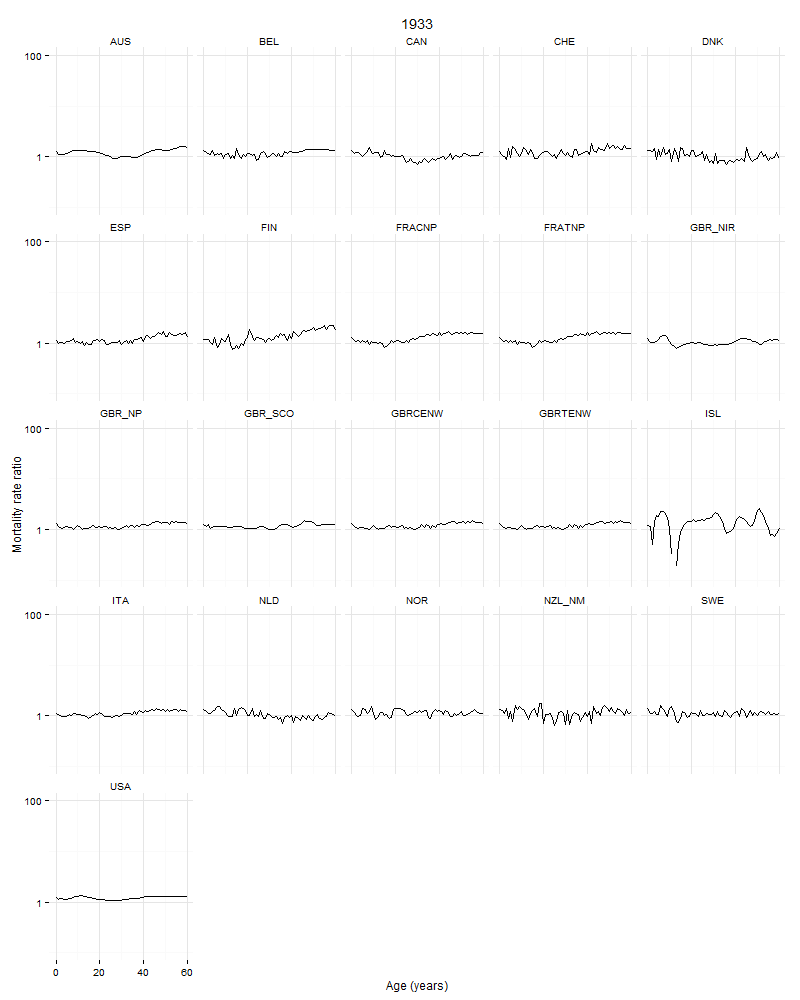 1933
AUS BEL CAN CHE DNK
100
1
ESP FIN FRACNP FRATNP GBR_NIR
100
1
GBR_NP GBR_SCO GBRCENW GBRTENW ISL
100
1
Mortality rate ratio
ITA NLD NOR NZL_NM SWE
100
1
USA
100
1
0 20 40 60
Age (years)